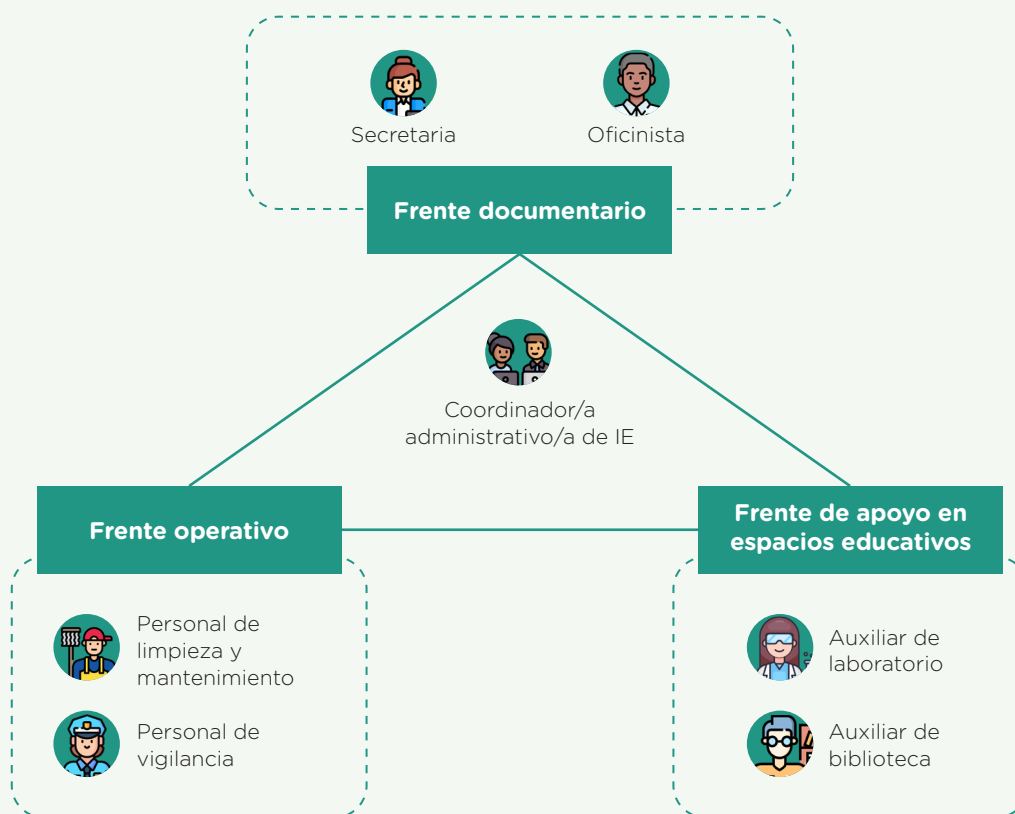 Secretaria
Oficinista
Frente documentario
Coordinador/a
administrativo/a de IE
Frente operativo
Personal de
limpieza y
mantenimiento
Personal de
vigilancia
Frente de apoyo en
espacios educativos
Auxiliar de
laboratorio
Auxiliar de
biblioteca